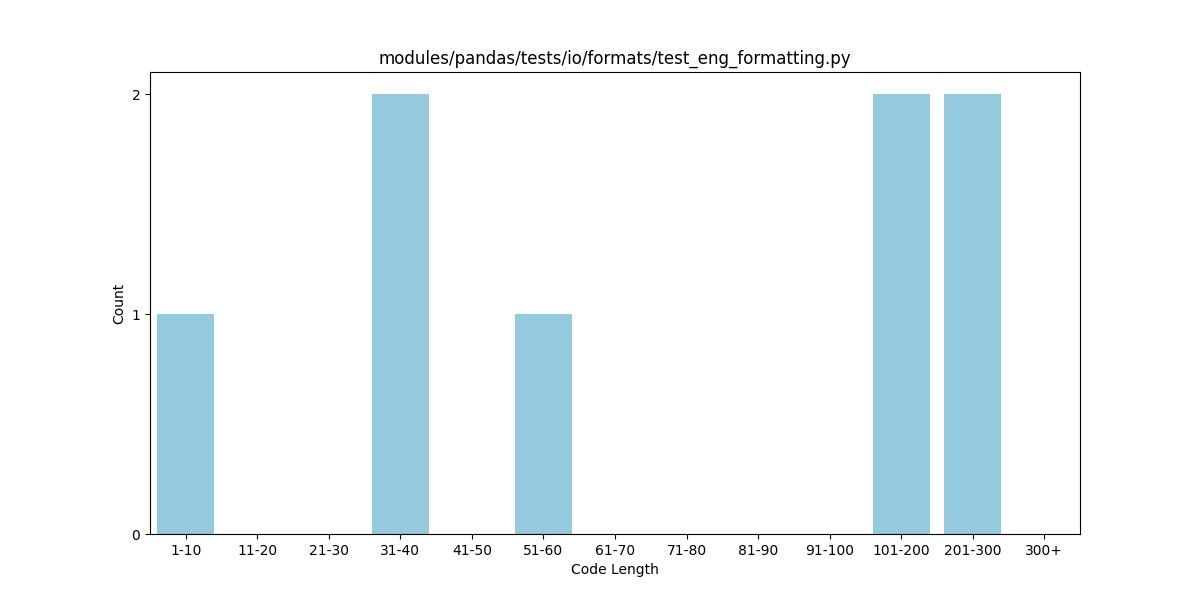 modules/pandas/tests/io/formats/test_eng_formatting.py
2
1
0
Count
1-10 11-20 21-30 31-40 41-50 51-60 61-70 71-80 81-90 91-100 101-200 201-300 300+
Code Length